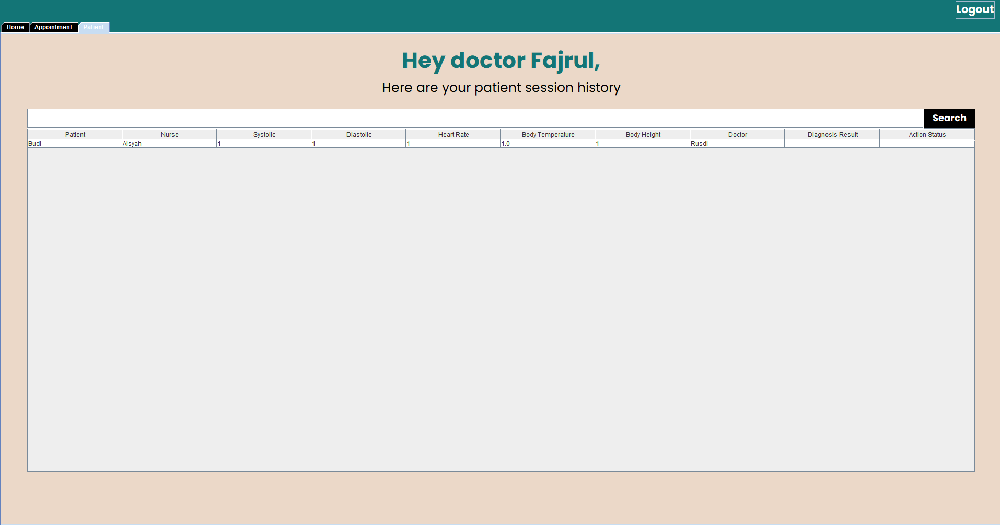 Logout
Home Appointment Patient
Hey doctor Fajrul,
Here are your patient session history
Search
Patient Nurse Systolic Diastolic Heart Rate Body Temperature Body Height Doctor Diagnosis Result Action Status
Budi Aisyah 1 1 1 1.0 1 Rusdi